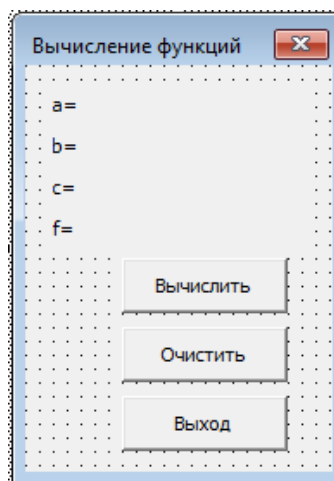 Вычисление функций
a=
b=
c=
f=
Вычислить
Очистить
Выход